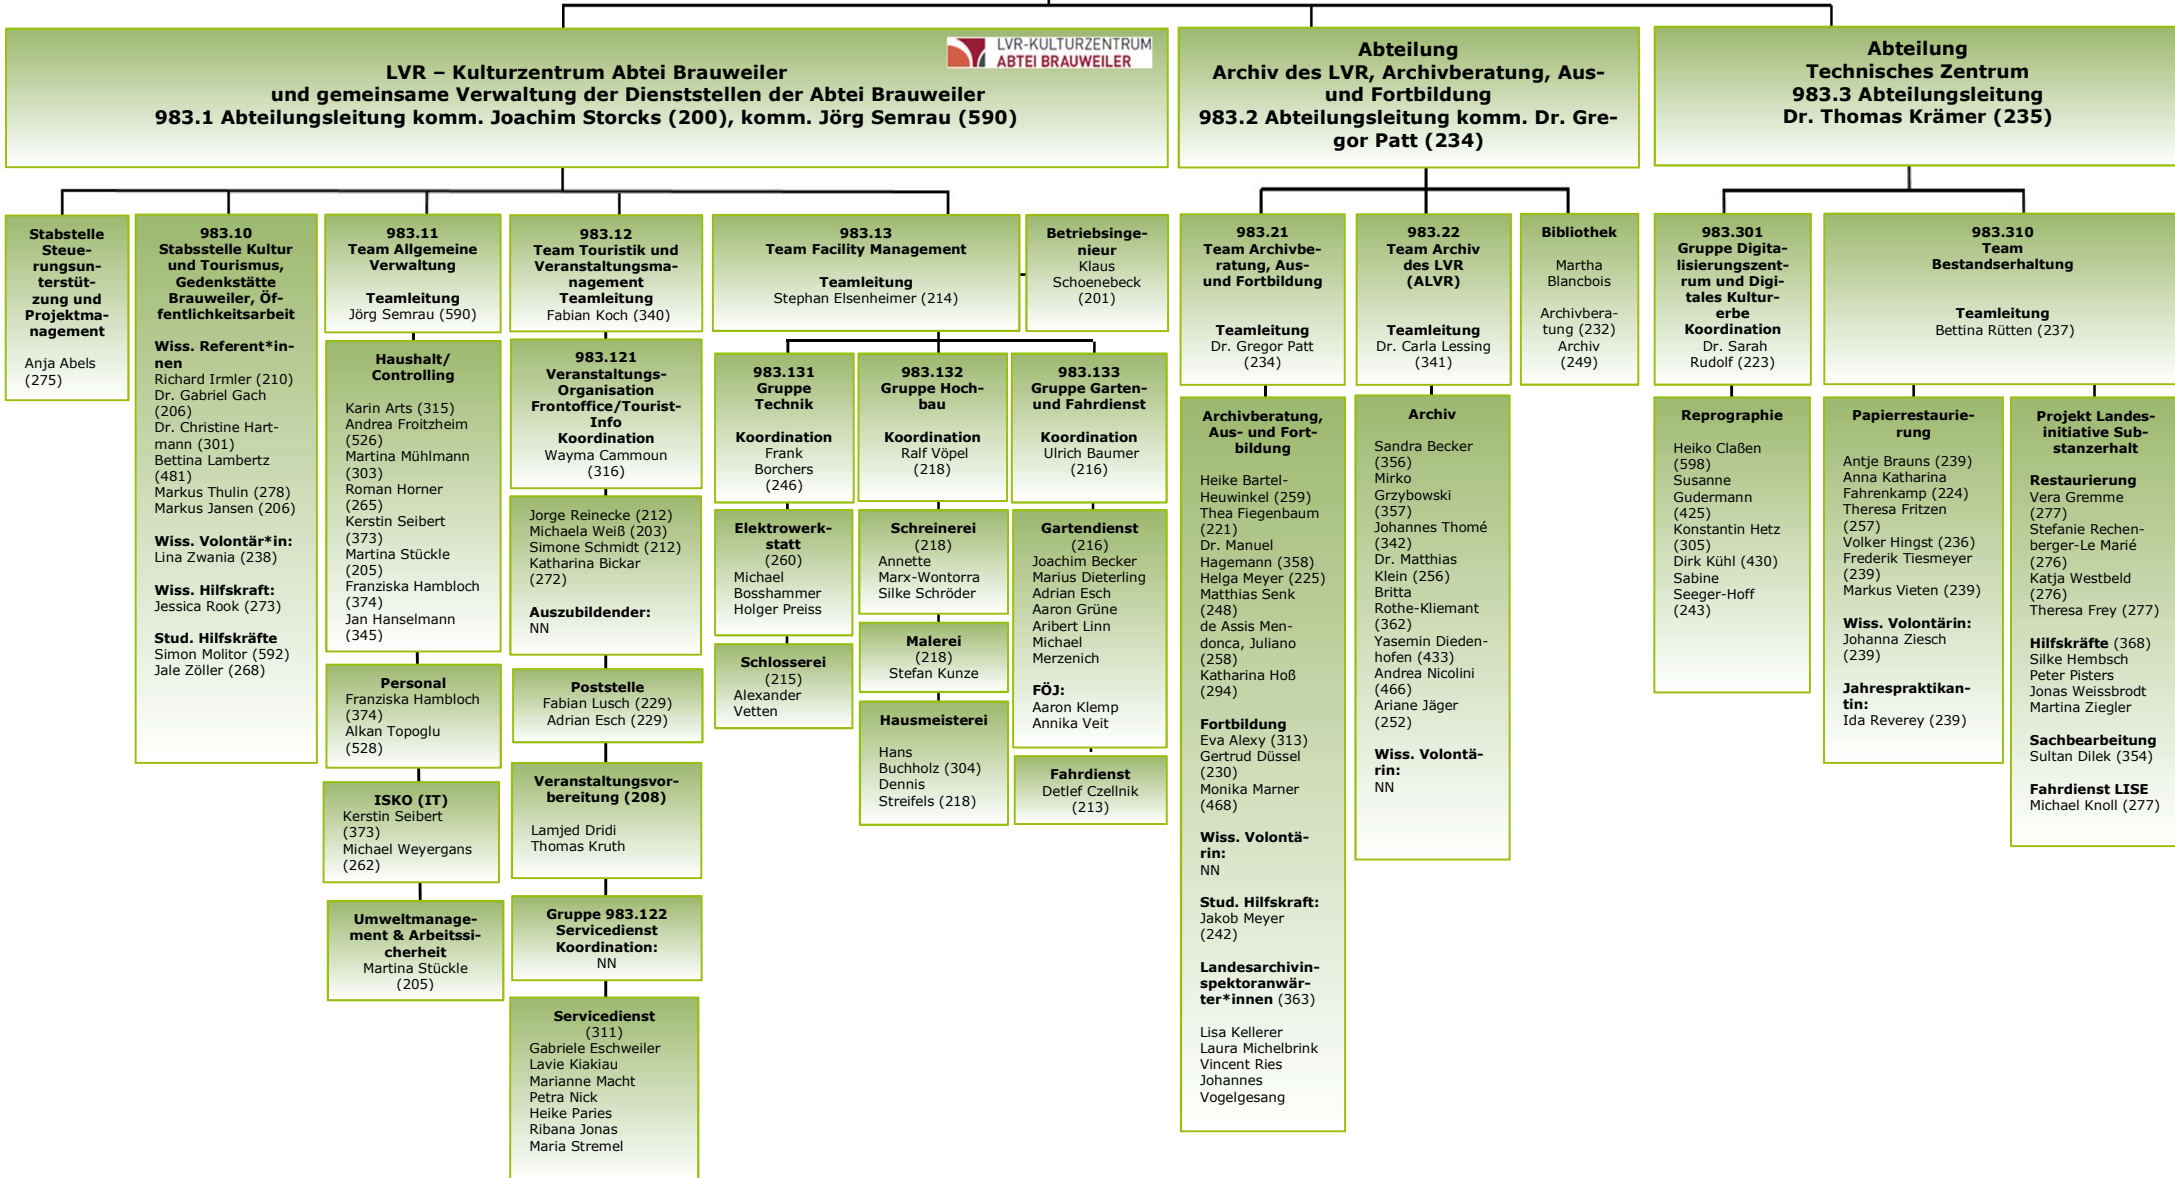 LVR-KULTURZENTRUM
ABTEI BRAUWEILER
LVR – Kulturzentrum Abtei Brauweiler
und gemeinsame Verwaltung der Dienststellen der Abtei Brauweiler
983.1 Abteilungsleitung komm. Joachim Storcks (200), komm. Jörg Semrau (590)
Abteilung
Archiv des LVR, Archivberatung, Aus-
und Fortbildung
983.2 Abteilungsleitung komm. Dr. Gre-
gor Patt (234)
Abteilung
Technisches Zentrum
983.3 Abteilungsleitung
Dr. Thomas Krämer (235)
Stabstelle
Steue-
rungsun-
terstüt-
zung und
Projektma-
nagement
Anja Abels
(275)
983.10
Stabsstelle Kultur
und Tourismus,
Gedenkstätte
Brauweiler, Öf-
fentlichkeitsarbeit
Wiss. Referent*in-
nen
Richard Irmler (210)
Dr. Gabriel Gach
(206)
Dr. Christine Hart-
mann (301)
Bettina Lambertz
(481)
Markus Thulin (278)
Markus Jansen (206)
Wiss. Volontär*in:
Lina Zwania (238)
Wiss. Hilfskraft:
Jessica Rook (273)
Stud. Hilfskräfte
Simon Molitor (592)
Jale Zöller (268)
983.11
Team Allgemeine
Verwaltung
Teamleitung
Jörg Semrau (590)
Haushalt/
Controlling
Karin Arts (315)
Andrea Froitzheim
(526)
Martina Mühlmann
(303)
Roman Horner
(265)
Kerstin Seibert
(373)
Martina Stückle
(205)
Franziska Hambloch
(374)
Jan Hanselmann
(345)
Personal
Franziska Hambloch
(374)
Alkan Topoglu
(528)
ISKO (IT)
Kerstin Seibert
(373)
Michael Weyergans
(262)
Umweltmanage-
ment & Arbeitssi-
cherheit
Martina Stückle
(205)
983.12
Team Touristik und
Veranstaltungsma-
nagement
Teamleitung
Fabian Koch (340)
983.121
Veranstaltungs-
Organisation
Frontoffice/Tourist-
Info
Koordination
Wayma Cammoun
(316)
Jorge Reinecke (212)
Michaela Weiß (203)
Simone Schmidt (212)
Katharina Bickar
(272)
Auszubildender:
NN
Poststelle
Fabian Lusch (229)
Adrian Esch (229)
Veranstaltungsvor-
bereitung (208)
Lamjed Dridi
Thomas Kruth
Gruppe 983.122
Servicedienst
Koordination:
NN
Servicedienst
(311)
Gabriele Eschweiler
Lavie Kiakiau
Marianne Macht
Petra Nick
Heike Paries
Ribana Jonas
Maria Stremel
983.13
Team Facility Management
Teamleitung
Stephan Elsenheimer (214)
Betriebsinge-
nieur
Klaus
Schoenebeck
(201)
983.131
Gruppe
Technik
Koordination
Frank
Borchers
(246)
Elektrowerk-
statt
(260)
Michael
Bosshammer
Holger Preiss
Schlosserei
(215)
Alexander
Vetten
983.132
Gruppe Hoch-
bau
Koordination
Ralf Vöpel
(218)
Schreinerei
(218)
Annette
Marx-Wontorra
Silke Schröder
Malerei
(218)
Stefan Kunze
Hausmeisterei
Hans
Buchholz (304)
Dennis
Streifels (218)
983.133
Gruppe Garten-
und Fahrdienst
Koordination
Ulrich Baumer
(216)
Gartendienst
(216)
Joachim Becker
Marius Dieterling
Adrian Esch
Aaron Grüne
Aribert Linn
Michael
Merzenich
FÖJ:
Aaron Klemp
Annika Veit
Fahrdienst
Detlef Czellnik
(213)
983.21
Team Archivbe-
ratung, Aus-
und Fortbildung
Teamleitung
Dr. Gregor Patt
(234)
Archivberatung,
Aus- und Fort-
bildung
Heike Bartel-
Heuwinkel (259)
Thea Fiegenbaum
(221)
Dr. Manuel
Hagemann (358)
Helga Meyer (225)
Matthias Senk
(248)
de Assis Men-
donca, Juliano
(258)
Katharina Hoß
(294)
Fortbildung
Eva Alexy (313)
Gertrud Düssel
(230)
Monika Marner
(468)
Wiss. Volontä-
rin:
NN
Stud. Hilfskraft:
Jakob Meyer
(242)
Landesarchivin-
spektoranwär-
ter*innen (363)
Lisa Kellerer
Laura Michelbrink
Vincent Ries
Johannes
Vogelgesang
983.22
Team Archiv
des LVR
(ALVR)
Teamleitung
Dr. Carla Lessing
(341)
Archiv
Sandra Becker
(356)
Mirko
Grzybowski
(357)
Johannes Thomé
(342)
Dr. Matthias
Klein (256)
Britta
Rothe-Kliemant
(362)
Yasemin Dieden-
hofen (433)
Andrea Nicolini
(466)
Ariane Jäger
(252)
Wiss. Volontä-
rin:
NN
Bibliothek
Martha
Blancbois
Archivbera-
tung (232)
Archiv
(249)
983.301
Gruppe Digita-
lisierungszent-
rum und Digi-
tales Kultur-
erbe
Koordination
Dr. Sarah
Rudolf (223)
Reprographie
Heiko Claßen
(598)
Susanne
Gudermann
(425)
Konstantin Hetz
(305)
Dirk Kühl (430)
Sabine
Seeger-Hoff
(243)
983.310
Team
Bestandserhaltung
Teamleitung
Bettina Rütten (237)
Papierrestaurie-
rung
Antje Brauns (239)
Anna Katharina
Fahrenkamp (224)
Theresa Fritzen
(257)
Volker Hingst (236)
Frederik Tiesmeyer
(239)
Markus Vieten (239)
Wiss. Volontärin:
Johanna Ziesch
(239)
Jahrespraktikan-
tin:
Ida Reverey (239)
Projekt Landes-
initiative Sub-
stanzerhalt
Restaurierung
Vera Gremme
(277)
Stefanie Rechen-
berger-Le Marié
(276)
Katja Westbeld
(276)
Theresa Frey (277)
Hilfskräfte (368)
Silke Hembsch
Peter Pisters
Jonas Weissbrodt
Martina Ziegler
Sachbearbeitung
Sultan Dilek (354)
Fahrdienst LISE
Michael Knoll (277)